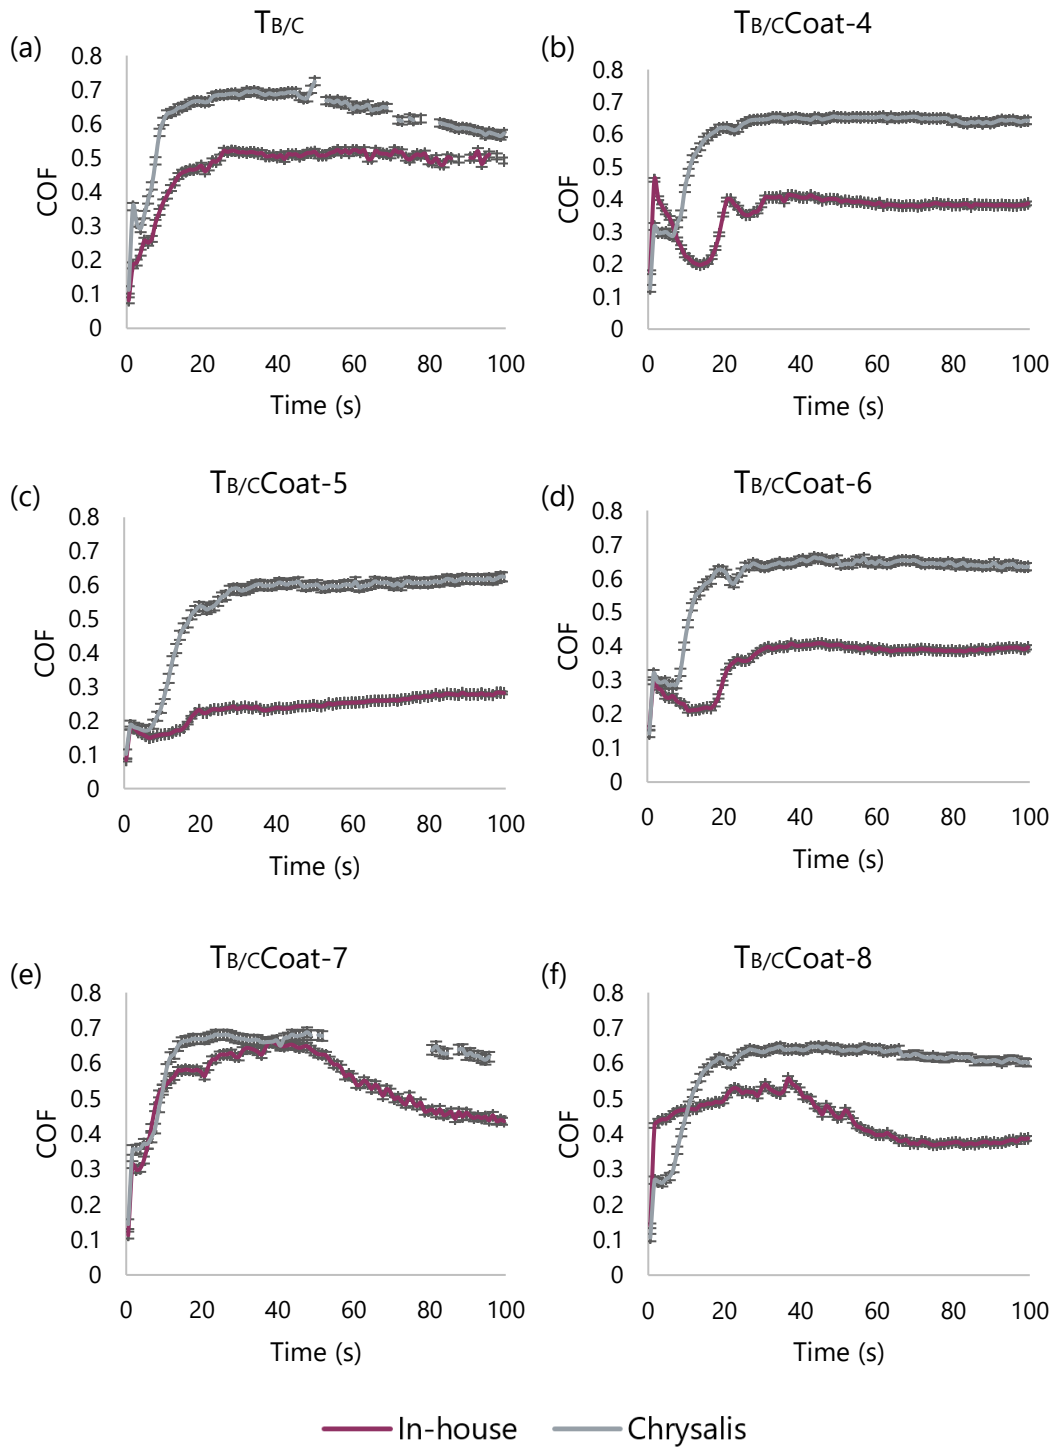 (a) TB/C
0.8
0.7
0.6
0.5
0.4
0.3
0.2
0.1
0
COF
0 20 40 60 80 100
Time (s)
(b) TB/CCoat-4
0.8
0.7
0.6
0.5
0.4
0.3
0.2
0.1
0
COF
0 20 40 60 80 100
Time (s)
(c) TB/CCoat-5
0.8
0.7
0.6
0.5
0.4
0.3
0.2
0.1
0
COF
0 20 40 60 80 100
Time (s)
(d) TB/CCoat-6
0.8
0.7
0.6
0.5
0.4
0.3
0.2
0.1
0
COF
0 20 40 60 80 100
Time (s)
(e) TB/CCoat-7
0.8
0.7
0.6
0.5
0.4
0.3
0.2
0.1
0
COF
0 20 40 60 80 100
Time (s)
(f) TB/CCoat-8
0.8
0.7
0.6
0.5
0.4
0.3
0.2
0.1
0
COF
0 20 40 60 80 100
Time (s)
In-house Chrysalis